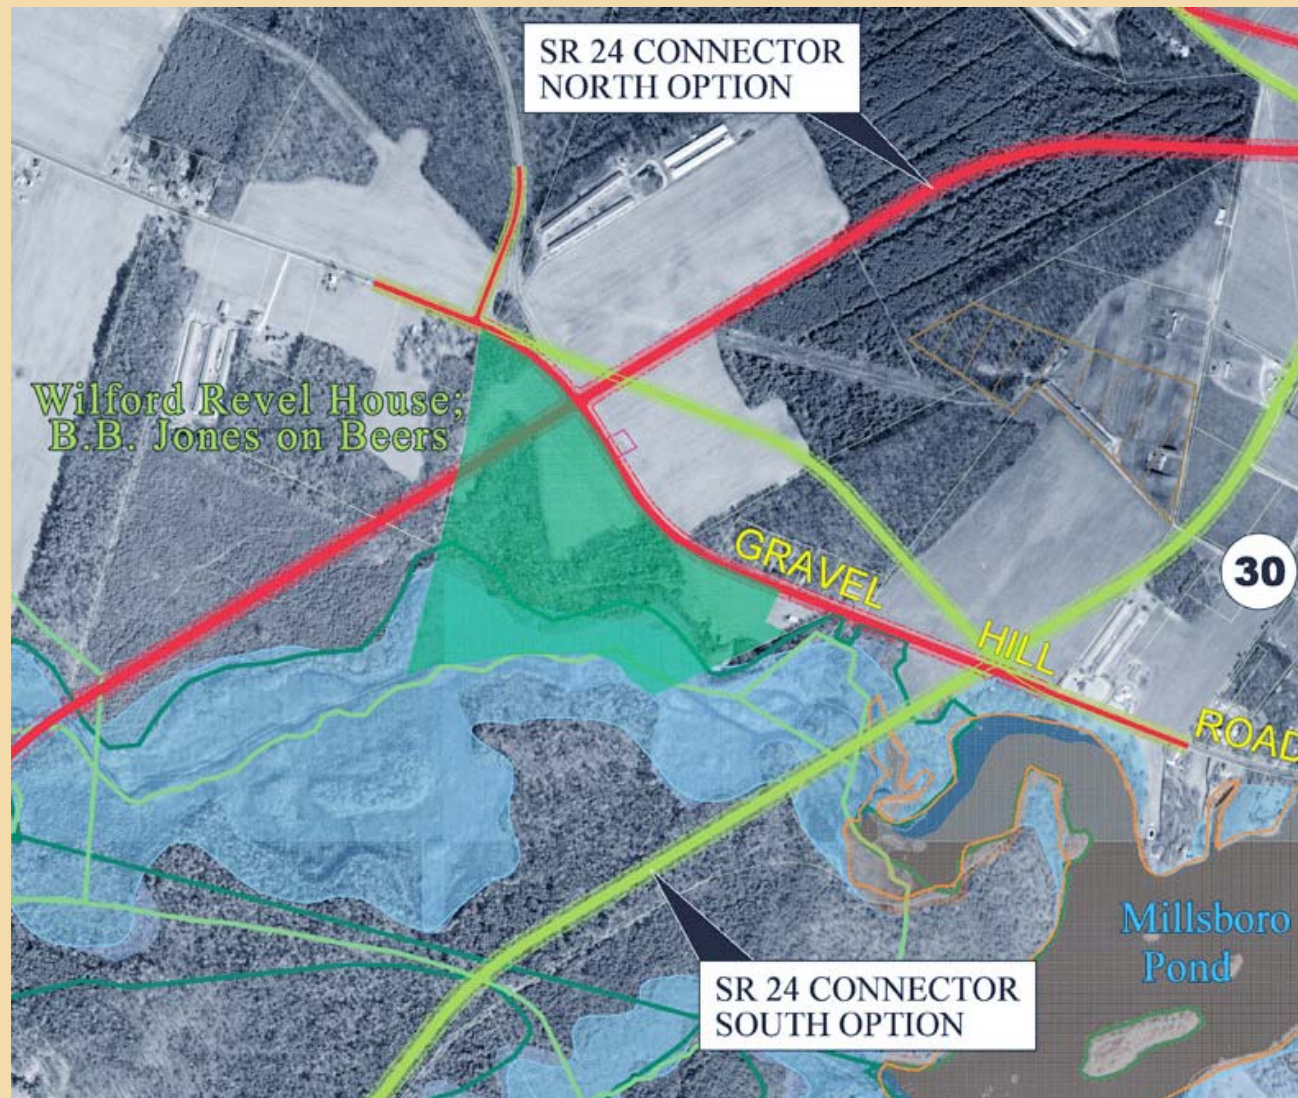 SR 24 CONNECTOR
NORTH OPTION
Wilford Revel House;
B.B. Jones on Beers
GRAVEL
HILL
ROAD
30
Millsboro
Pond
SR 24 CONNECTOR
SOUTH OPTION